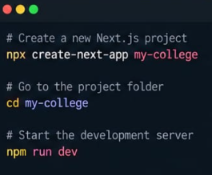 # Create a new Next.js project
npx create-next-app my-college
# Go to the project folder
cd my-college
# Start the development server
npm run dev